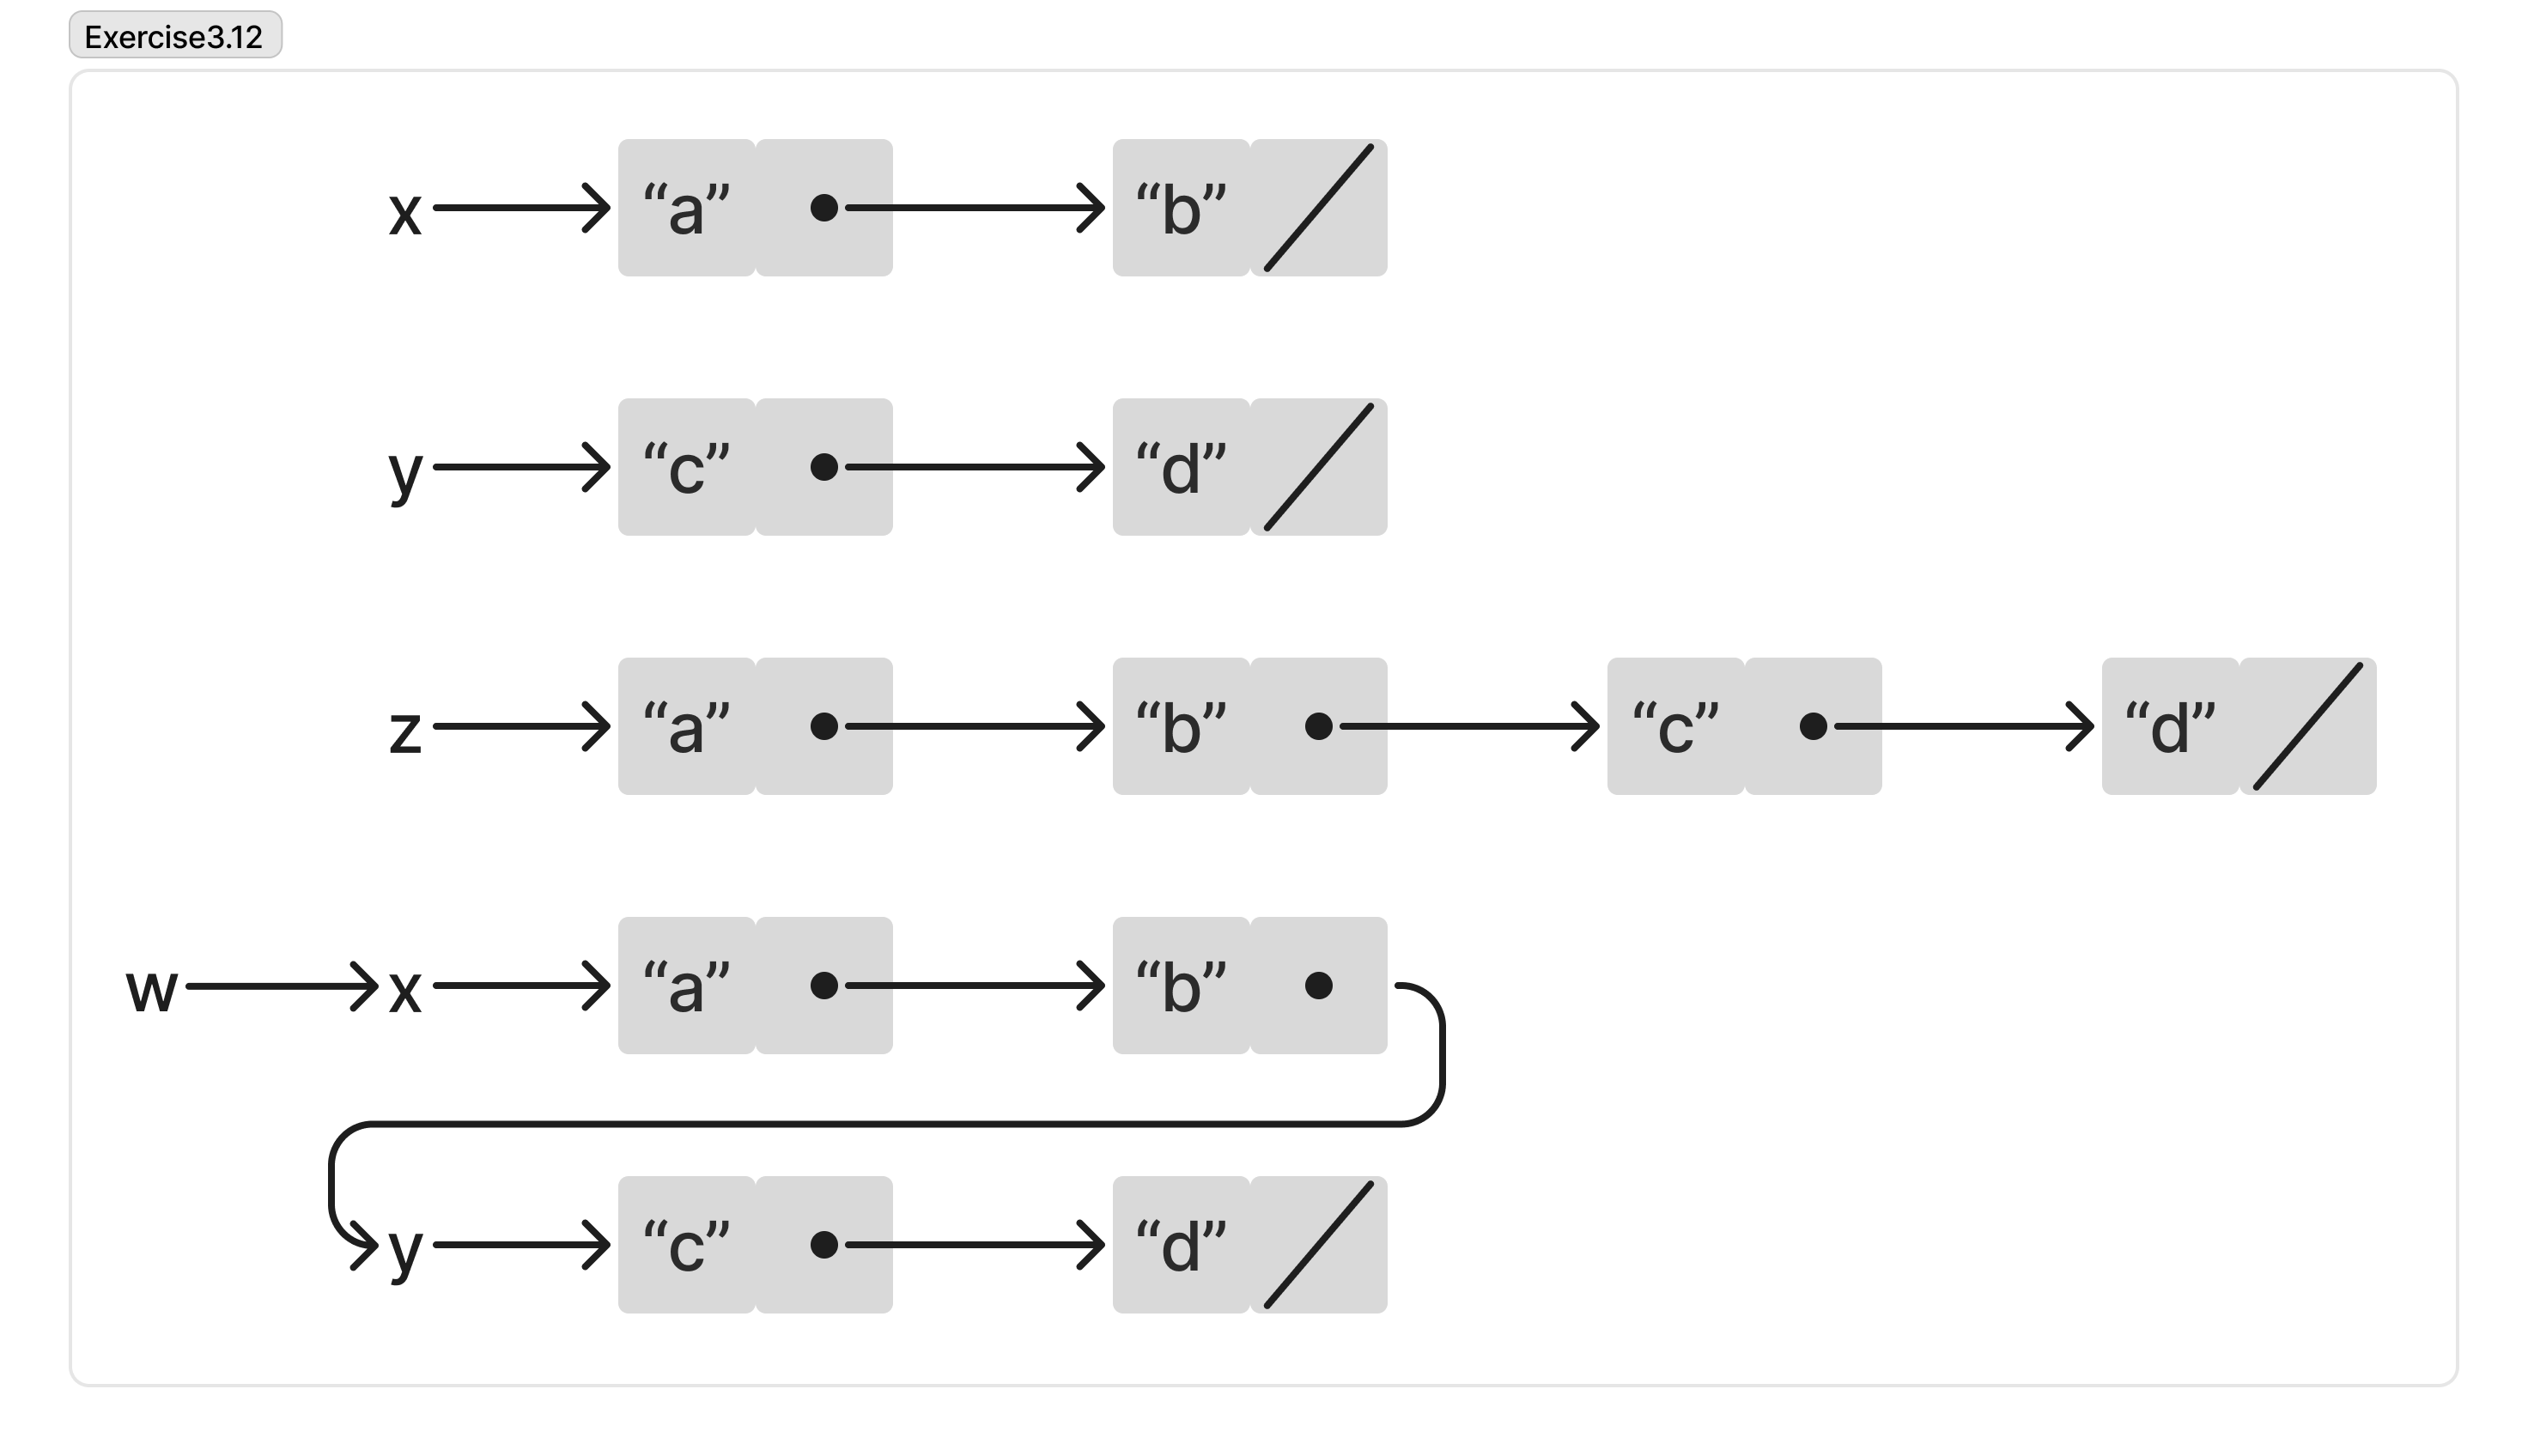 Exercise3.12
x “a” “b”
y “c” “d”
z “a” “b” “c” “d”
w x “a” “b”
y “c” “d”